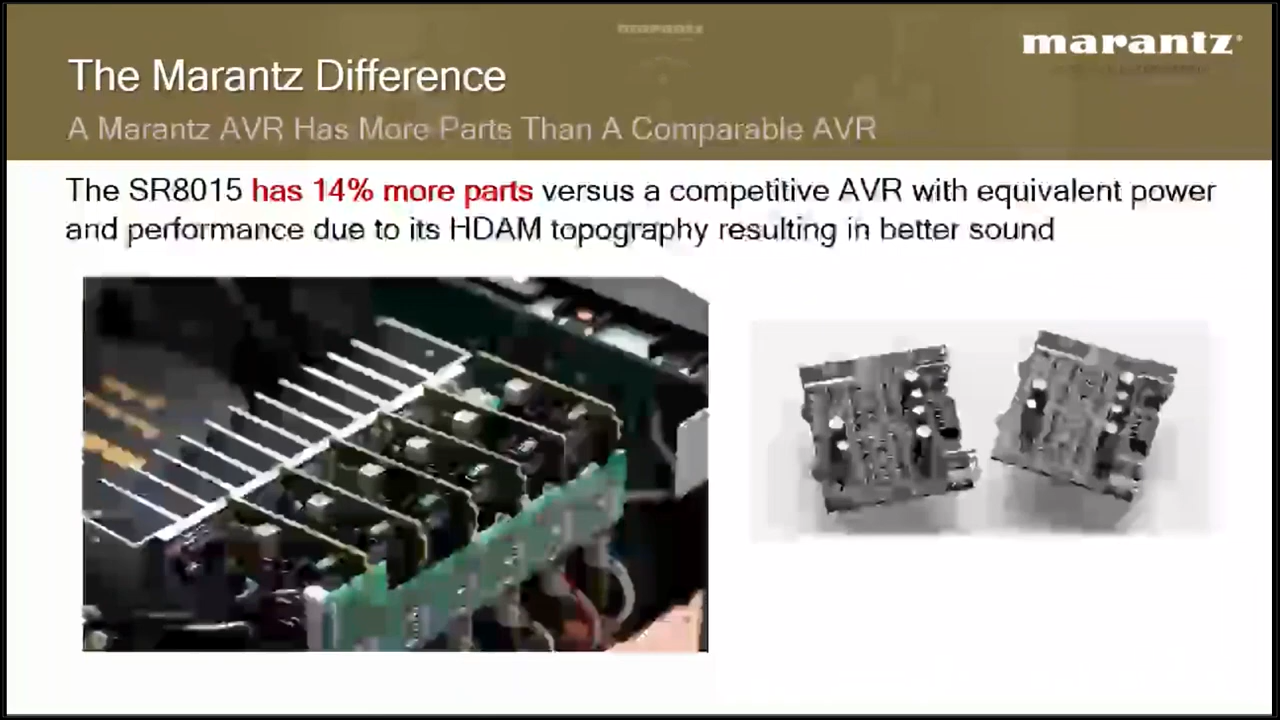 marantz
The Marantz Difference
A Marantz AVR Has More Parts Than A Comparable AVR
The SR8015 has 14% more parts versus a competitive AVR with equivalent power
and performance due to its HDAM topography resulting in better sound